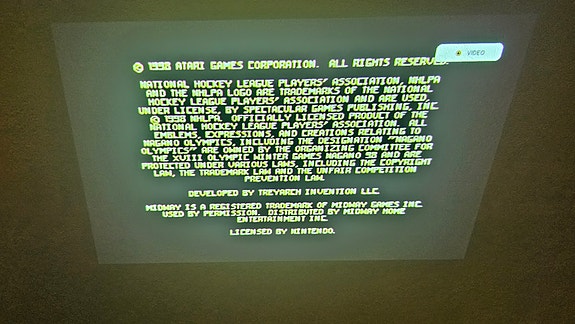 © 1998 ATARI GAMES CORPORATION. ALL RIGHTS RESERVED.
VIDEO
NATIONAL HOCKEY LEAGUE PLAYERS' ASSOCIATION, NHLPA
AND THE NHLPA LOGO ARE TRADEMARKS OF THE NATIONAL
HOCKEY LEAGUE PLAYERS' ASSOCIATION AND ARE USED,
UNDER LICENSE, BY SPECTACULAR GAMES PUBLISHING, INC.
© 1998 NHLPA. OFFICIALLY LICENSED PRODUCT OF THE
NATIONAL HOCKEY LEAGUE PLAYERS' ASSOCIATION. ALL
EMBLEMS, EXPRESSIONS, AND CREATIONS RELATING TO
NAGANO OLYMPICS, INCLUDING THE DESIGNATION "NAGANO
OLYMPICS" ARE OWNED BY THE ORGANIZING COMMITTEE FOR
THE XVIII OLYMPIC WINTER GAMES NAGANO 98 AND ARE
PROTECTED UNDER VARIOUS LAWS, INCLUDING THE COPYRIGHT
LAW, THE TRADEMARK LAW AND THE UNFAIR COMPETITION
PREVENTION LAW.
DEVELOPED BY TREYARCH INVENTION LLC.
MIDWAY IS A REGISTERED TRADEMARK OF MIDWAY GAMES INC.
USED BY PERMISSION. DISTRIBUTED BY MIDWAY HOME
ENTERTAINMENT INC.
LICENSED BY NINTENDO.